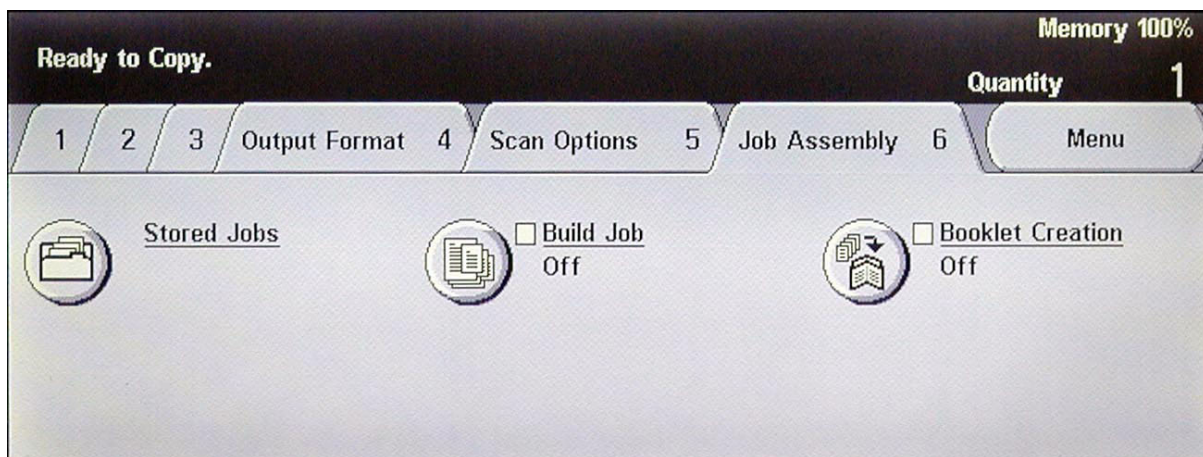 Memory 100%
Ready to Copy.
Quantity 1
1 2 3 Output Format 4 Scan Options 5 Job Assembly 6 Menu
Stored Jobs Build Job Booklet Creation
Off Off